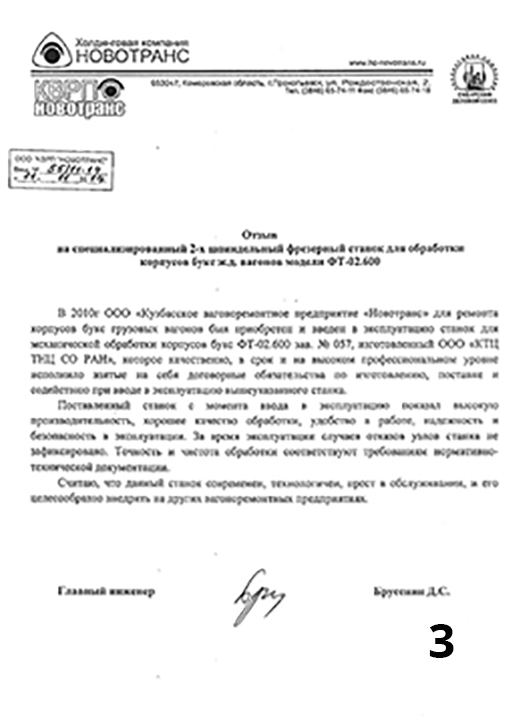 Холдинговая компания
НОВОТРАНС
www.hc-novotrans.ru
КВРП
НОВОТРАНС
653047, Кемеровская область, г.Прокопьевск, ул. Рождественская, 2,
Тел. (3846) 65-74-11 Факс (3846) 65-74-18
ООО "КВРП "НОВОТРАНС"
Отзыв
на специализированный 2-х шпиндельный фрезерный станок для обработки
корпусов букс ж.д. вагонов модели ФТ-02.600
В 2010г ООО «Кузбасское вагоноремонтное предприятие «Новотранс» для ремонта
корпусов букс грузовых вагонов был приобретен и введен в эксплуатацию станок для
механической обработки корпусов букс ФТ-02.600 зав. № 057, изготовленный ООО «КТЦ
ТНЦ СО РАН», которое качественно, в срок и на высоком профессиональном уровне
исполнило взятые на себя договорные обязательства по изготовлению, поставке и
содействию при вводе в эксплуатацию вышеуказанного станка.
Поставленный станок с момента ввода в эксплуатацию показал высокую
производительность, хорошее качество обработки, удобство в работе, надежность и
безопасность в эксплуатации. За время эксплуатации случаев отказов узлов станка не
зафиксировано. Точность и чистота обработки соответствуют требованиям нормативно-
технической документации.
Считаю, что данный станок современен, технологичен, прост в обслуживании, и его
целесообразно внедрять на других вагоноремонтных предприятиях.
Главный инженер
Бруссянин Д.С.
3